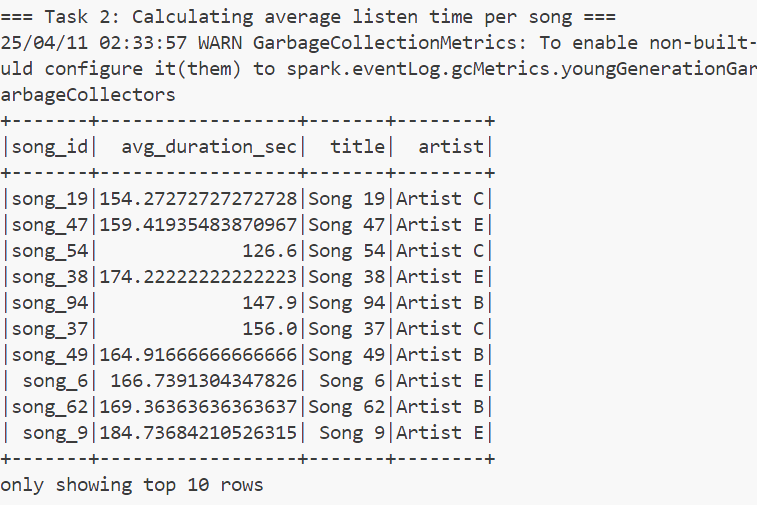 === Task 2: Calculating average listen time per song ===
25/04/11 02:33:57 WARN GarbageCollectionMetrics: To enable non-built-
uld configure it(them) to spark.eventLog.gcMetrics.youngGenerationGar
arbageCollectors
+-------+------------------+-------+--------+
|song_id|  avg_duration_sec|  title|  artist|
+-------+------------------+-------+--------+
|song_19|154.27272727272728|Song 19|Artist C|
|song_47|159.41935483870967|Song 47|Artist E|
|song_54|             126.6|Song 54|Artist C|
|song_38|174.22222222222223|Song 38|Artist E|
|song_94|             147.9|Song 94|Artist B|
|song_37|             156.0|Song 37|Artist C|
|song_49|164.91666666666666|Song 49|Artist B|
| song_6| 166.7391304347826| Song 6|Artist E|
|song_62|169.36363636363637|Song 62|Artist B|
| song_9|184.73684210526315| Song 9|Artist E|
+-------+------------------+-------+--------+
only showing top 10 rows